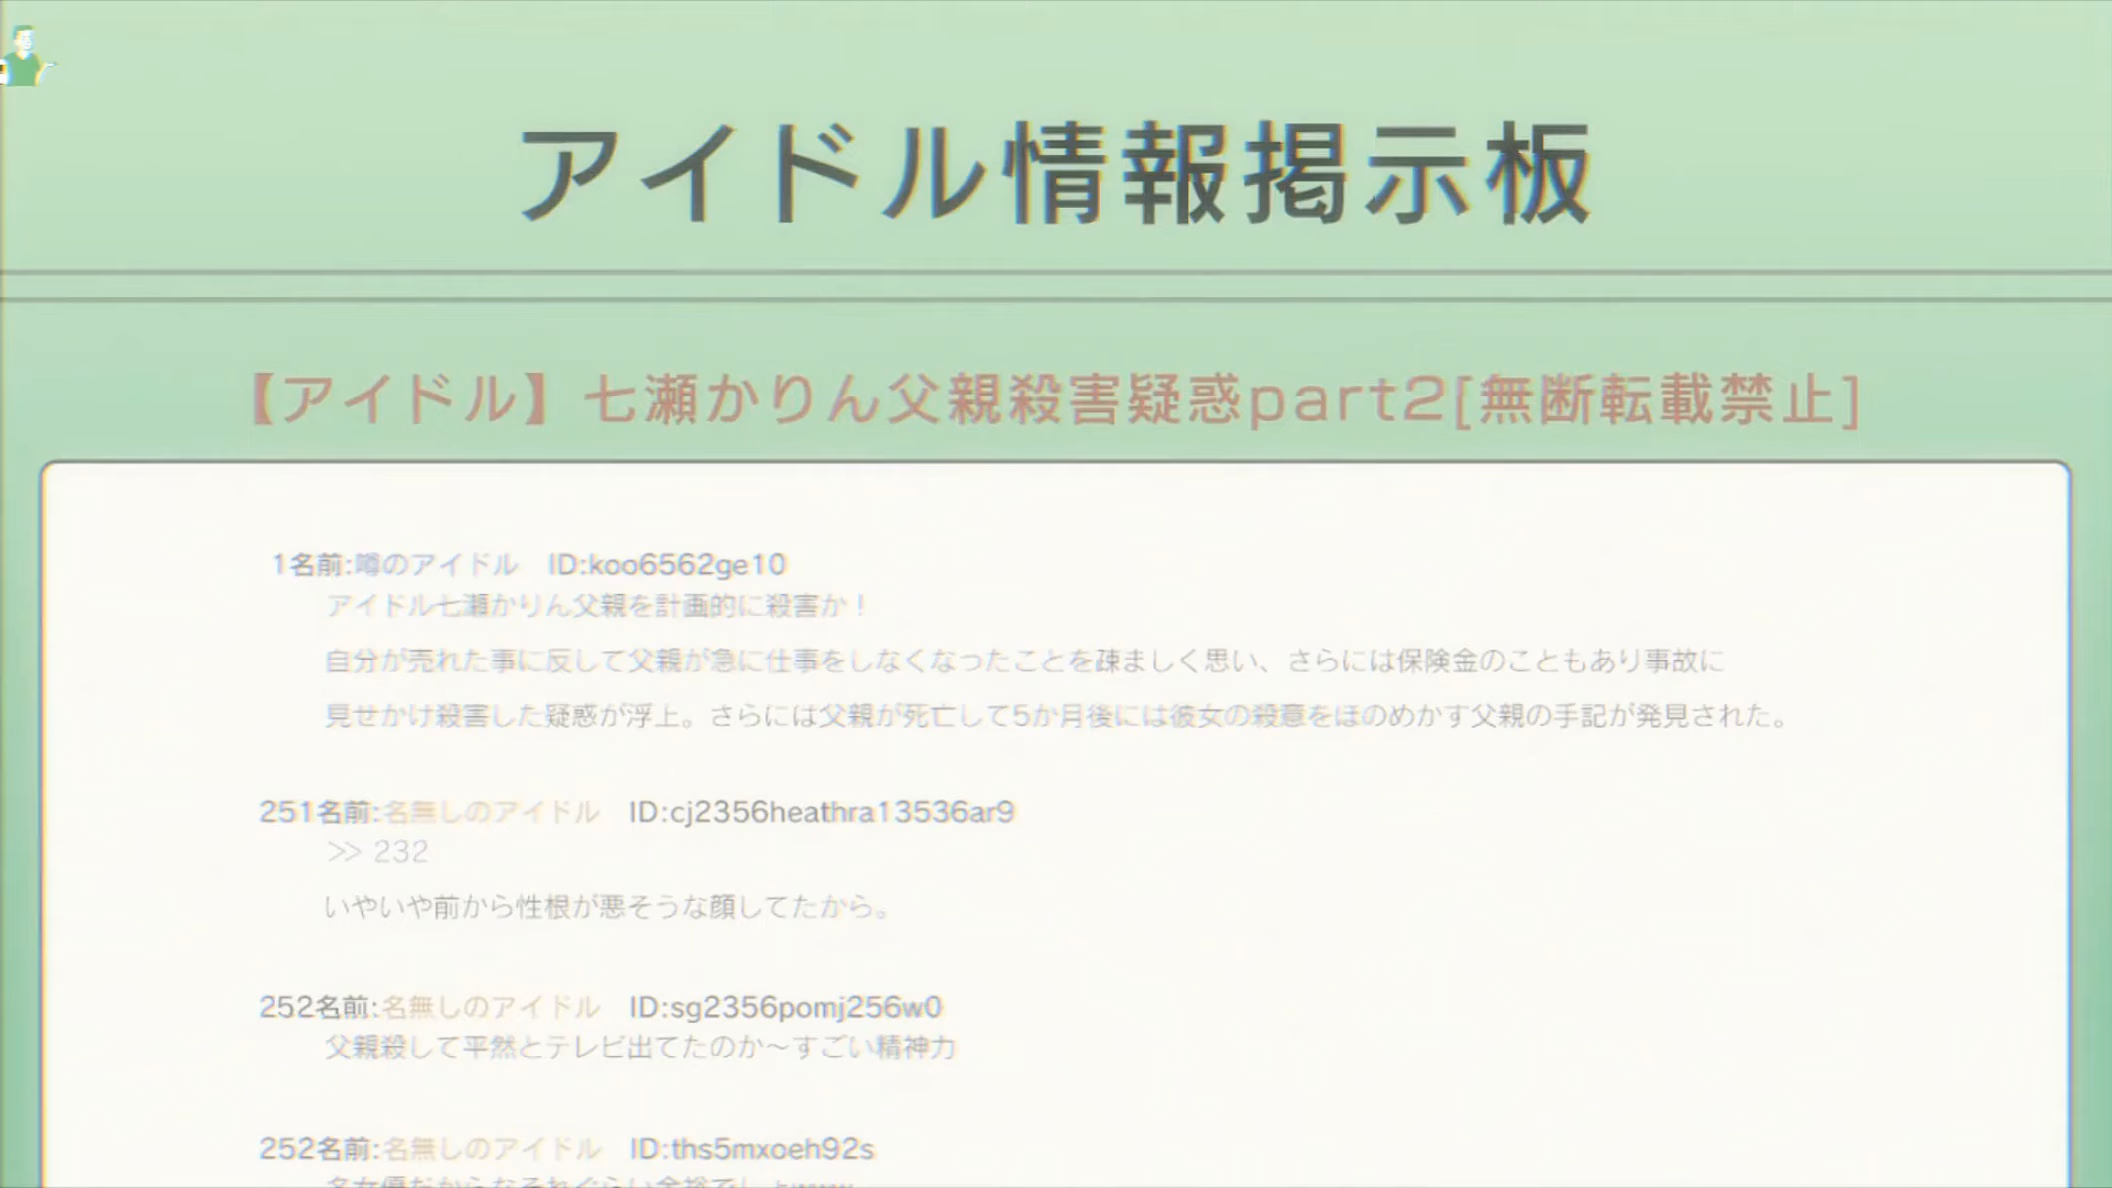 アイドル情報掲示板
【アイドル】七瀬かりん父親殺害疑惑part2[無断転載禁止]
1名前:噂のアイドル ID:koo6562ge10
アイドル七瀬かりん父親を計画的に殺害か！
自分が売れた事に反して父親が急に仕事をしなくなったことを疎ましく思い、さらには保険金のこともあり事故に
見せかけ殺害した疑惑が浮上。さらには父親が死亡して5か月後には彼女の殺意をほのめかす父親の手記が発見された。
251名前:名無しのアイドル ID:cj2356heathra13536ar9
>> 232
いやいや前から性根が悪そうな顔してたから。
252名前:名無しのアイドル ID:sg2356pomj256w0
父親殺して平然とテレビ出てたのか～すごい精神力
252名前:名無しのアイドル ID:ths5mxoeh92s